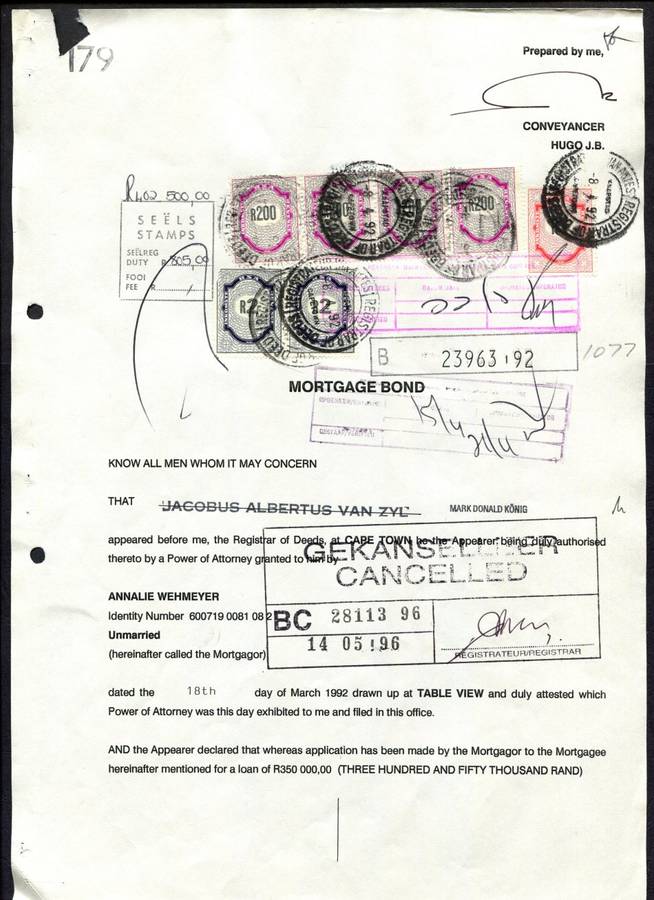 179
Prepared by me,
CONVEYANCER
HUGO J.B.
R402 500,00
SEËLS
STAMPS
SEËLREG
DUTY R805,00
FOOI
FEE R
R200
R200
R2
2
B 23963 92
1077
MORTGAGE BOND
KNOW ALL MEN WHOM IT MAY CONCERN
THAT JACOBUS ALBERTUS VAN ZYL MARK DONALD KÖNIG
appeared before me, the Registrar of Deeds, at CAPE TOWN he the Appearer being duly authorised
thereto by a Power of Attorney granted to him by
GEKANSELLEER
CANCELLED
ANNALIE WEHMEYER
Identity Number 600719 0081 08 2
Unmarried
(hereinafter called the Mortgagor)
BC 28113 96
14 05 96
REGISTRATEUR/REGISTRAR
dated the 18th day of March 1992 drawn up at TABLE VIEW and duly attested which
Power of Attorney was this day exhibited to me and filed in this office.
AND the Appearer declared that whereas application has been made by the Mortgagor to the Mortgagee
hereinafter mentioned for a loan of R350 000,00 (THREE HUNDRED AND FIFTY THOUSAND RAND)